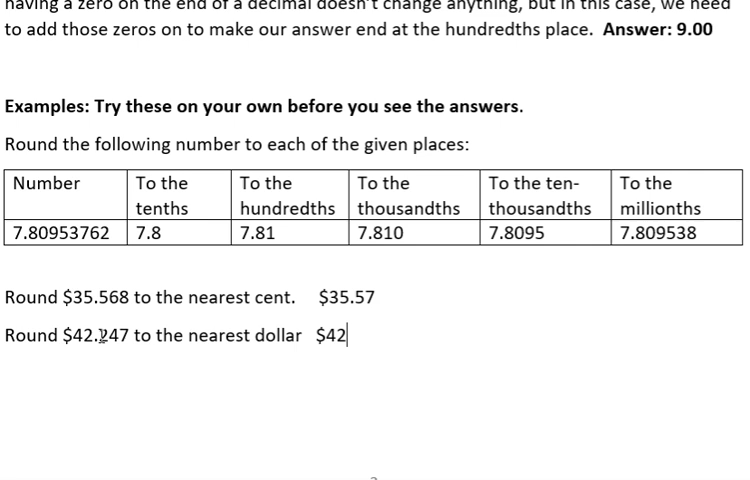 having a zero on the end of a decimal doesn't change anything, but in this case, we need
to add those zeros on to make our answer end at the hundredths place. Answer: 9.00
Examples: Try these on your own before you see the answers.
Round the following number to each of the given places:
Number To the tenths To the hundredths To the thousandths To the ten-thousandths To the millionths
7.80953762 7.8 7.81 7.810 7.8095 7.809538
Round $35.568 to the nearest cent. $35.57
Round $42.247 to the nearest dollar $42